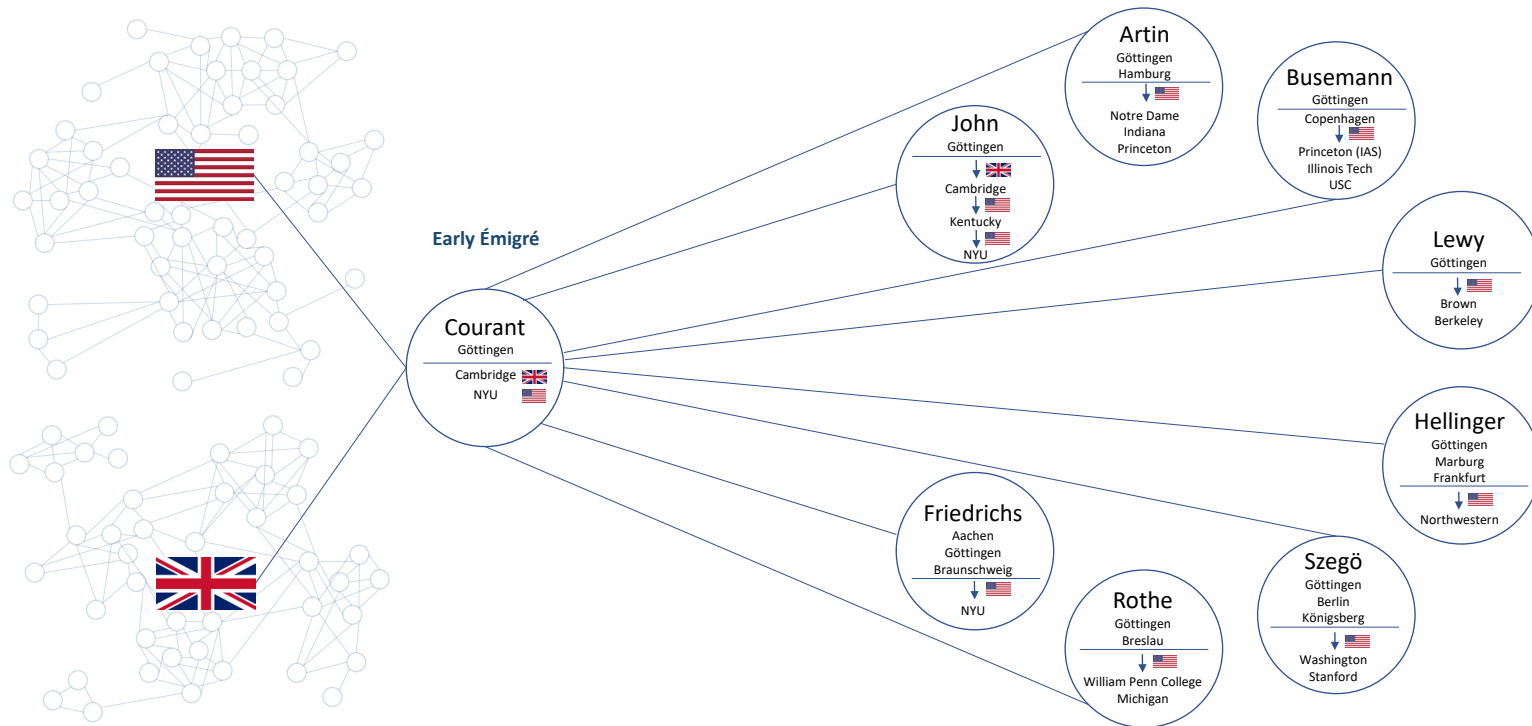 Early Émigré
Courant
Göttingen
Cambridge
NYU
Artin
Göttingen
Hamburg
Notre Dame
Indiana
Princeton
John
Göttingen
Cambridge
Kentucky
NYU
Busemann
Göttingen
Copenhagen
Princeton (IAS)
Illinois Tech
USC
Lewy
Göttingen
Brown
Berkeley
Hellinger
Göttingen
Marburg
Frankfurt
Northwestern
Friedrichs
Aachen
Göttingen
Braunschweig
NYU
Szegö
Göttingen
Berlin
Königsberg
Washington
Stanford
Rothe
Göttingen
Breslau
William Penn College
Michigan